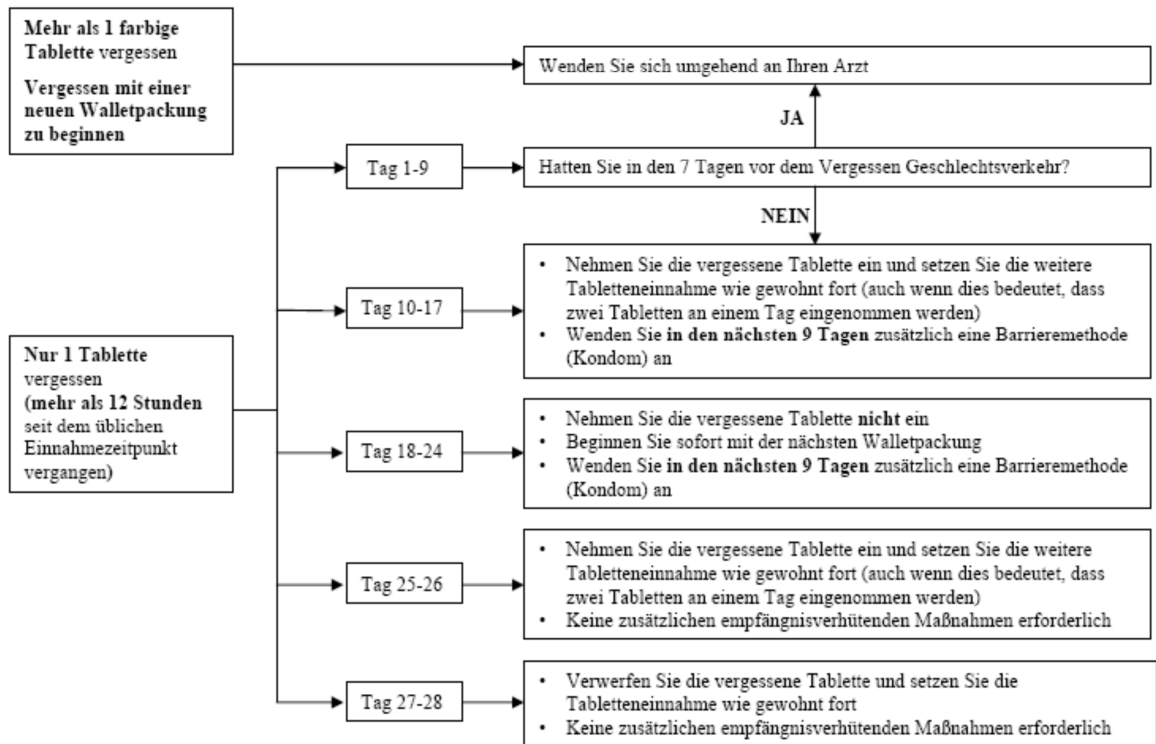 Mehr als 1 farbige
Tablette vergessen
Vergessen mit einer
neuen Walletpackung
zu beginnen
Wenden Sie sich umgehend an Ihren Arzt
JA
Tag 1-9
Hatten Sie in den 7 Tagen vor dem Vergessen Geschlechtsverkehr?
NEIN
Nur 1 Tablette
vergessen
(mehr als 12 Stunden
seit dem üblichen
Einnahmezeitpunkt
vergangen)
Tag 10-17
• Nehmen Sie die vergessene Tablette ein und setzen Sie die weitere
Tabletteneinnahme wie gewohnt fort (auch wenn dies bedeutet, dass
zwei Tabletten an einem Tag eingenommen werden)
• Wenden Sie in den nächsten 9 Tagen zusätzlich eine Barrieremethode
(Kondom) an
Tag 18-24
• Nehmen Sie die vergessene Tablette nicht ein
• Beginnen Sie sofort mit der nächsten Walletpackung
• Wenden Sie in den nächsten 9 Tagen zusätzlich eine Barrieremethode
(Kondom) an
Tag 25-26
• Nehmen Sie die vergessene Tablette ein und setzen Sie die weitere
Tabletteneinnahme wie gewohnt fort (auch wenn dies bedeutet, dass
zwei Tabletten an einem Tag eingenommen werden)
• Keine zusätzlichen empfängnisverhütenden Maßnahmen erforderlich
Tag 27-28
• Verwerfen Sie die vergessene Tablette und setzen Sie die
Tabletteneinnahme wie gewohnt fort
• Keine zusätzlichen empfängnisverhütenden Maßnahmen erforderlich